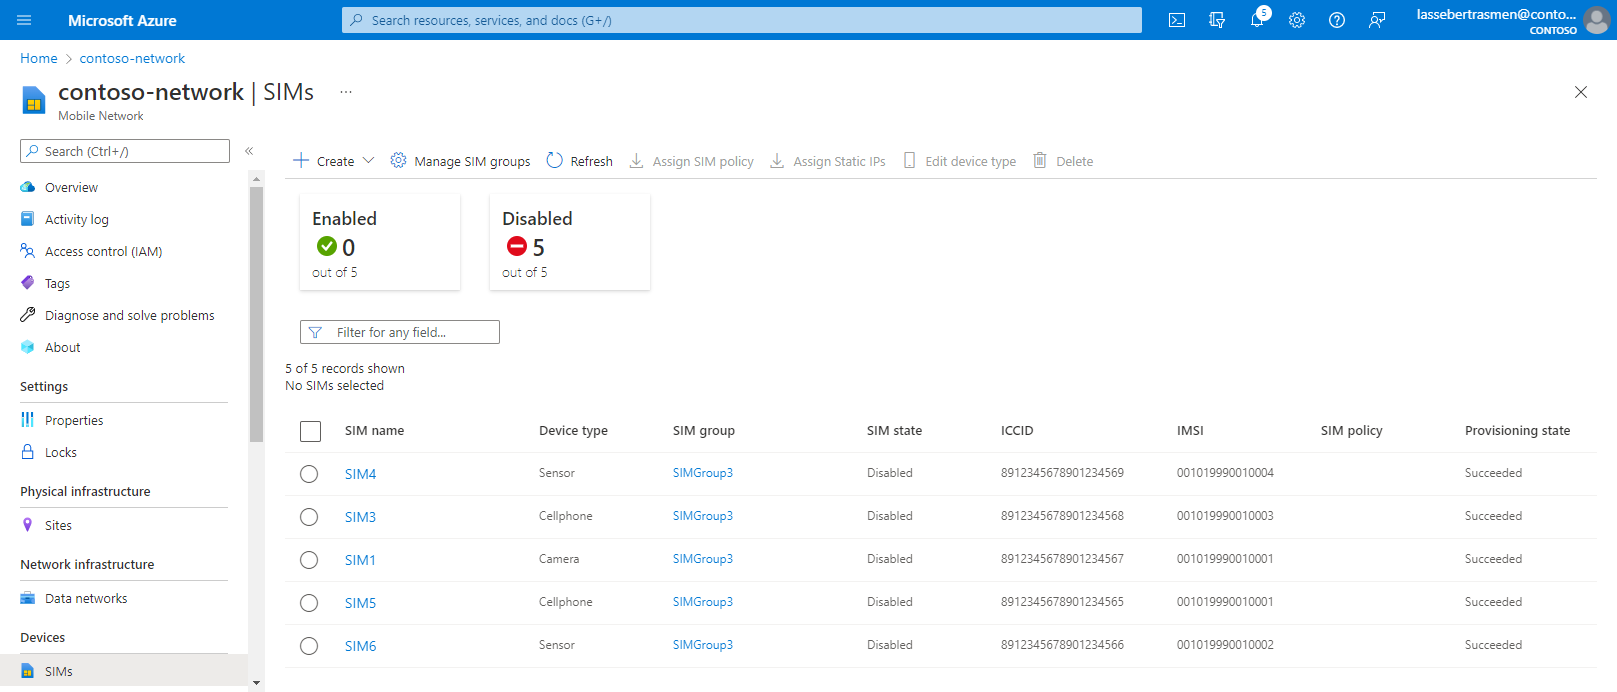 Microsoft Azure
Search resources, services, and docs (G+/)
5
lassebertrasmen@conto...
CONTOSO
Home > contoso-network
contoso-network | SIMs ...
Mobile Network
Search (Ctrl+/)
«
Overview
Activity log
Access control (IAM)
Tags
Diagnose and solve problems
About
Settings
Properties
Locks
Physical infrastructure
Sites
Network infrastructure
Data networks
Devices
SIMs
Create Manage SIM groups Refresh Assign SIM policy Assign Static IPs Edit device type Delete
Enabled
0
out of 5
Disabled
5
out of 5
Filter for any field...
5 of 5 records shown
No SIMs selected
SIM name Device type SIM group SIM state ICCID IMSI SIM policy Provisioning state
SIM4 Sensor SIMGroup3 Disabled 8912345678901234569 001019990010004 Succeeded
SIM3 Cellphone SIMGroup3 Disabled 8912345678901234568 001019990010003 Succeeded
SIM1 Camera SIMGroup3 Disabled 8912345678901234567 001019990010001 Succeeded
SIM5 Cellphone SIMGroup3 Disabled 8912345678901234565 001019990010001 Succeeded
SIM6 Sensor SIMGroup3 Disabled 8912345678901234566 001019990010002 Succeeded